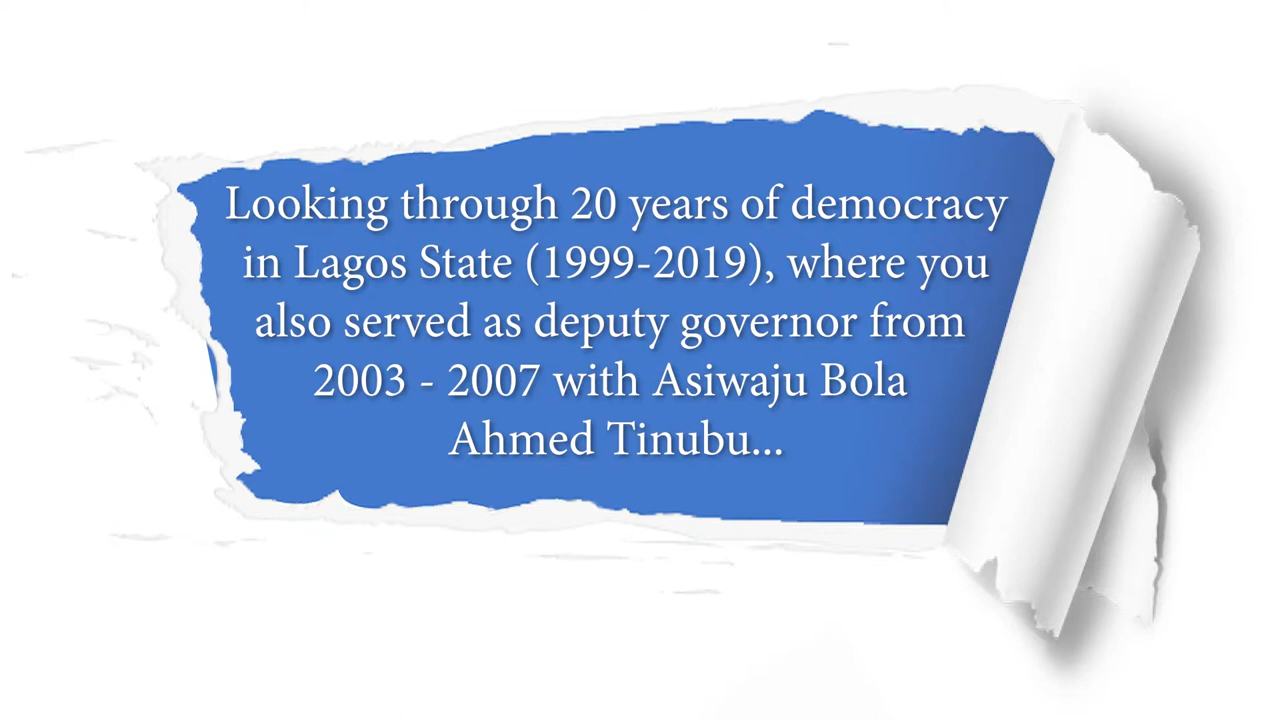 Looking through 20 years of democracy
in Lagos State (1999-2019), where you
also served as deputy governor from
2003 - 2007 with Asiwaju Bola
Ahmed Tinubu...